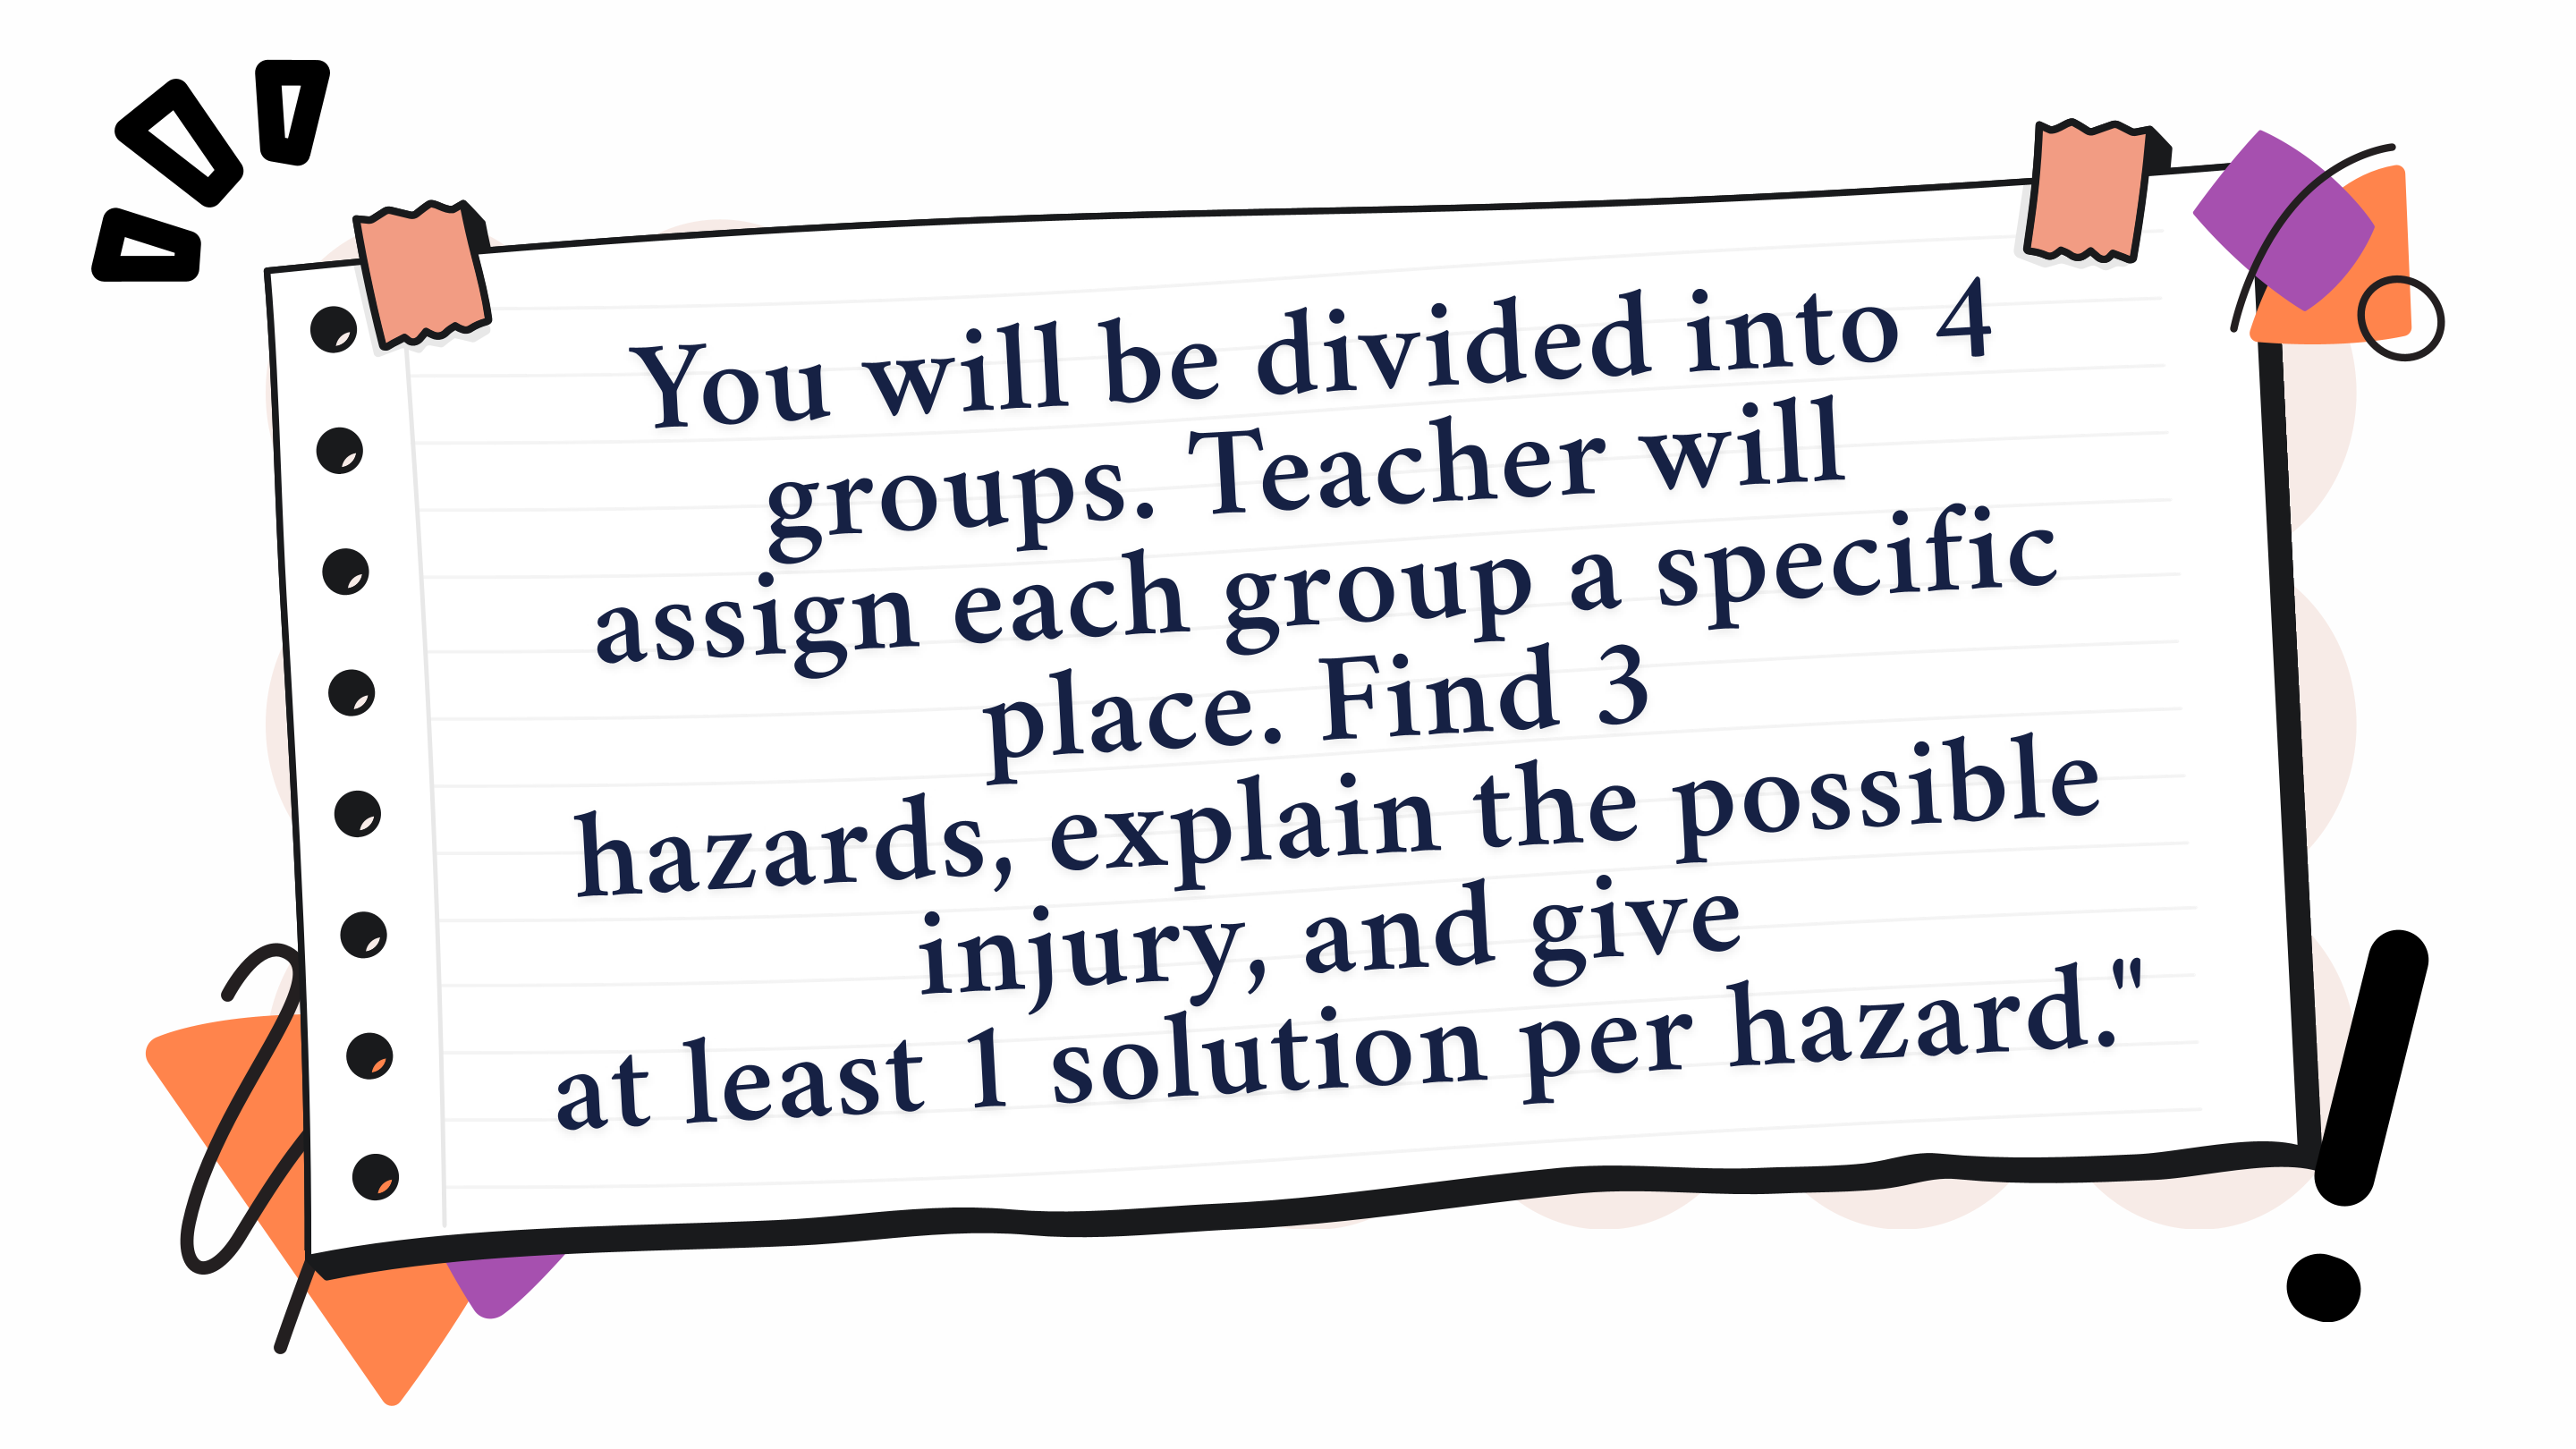 You will be divided into 4
groups. Teacher will
assign each group a specific
place. Find 3
hazards, explain the possible
injury, and give
at least 1 solution per hazard."